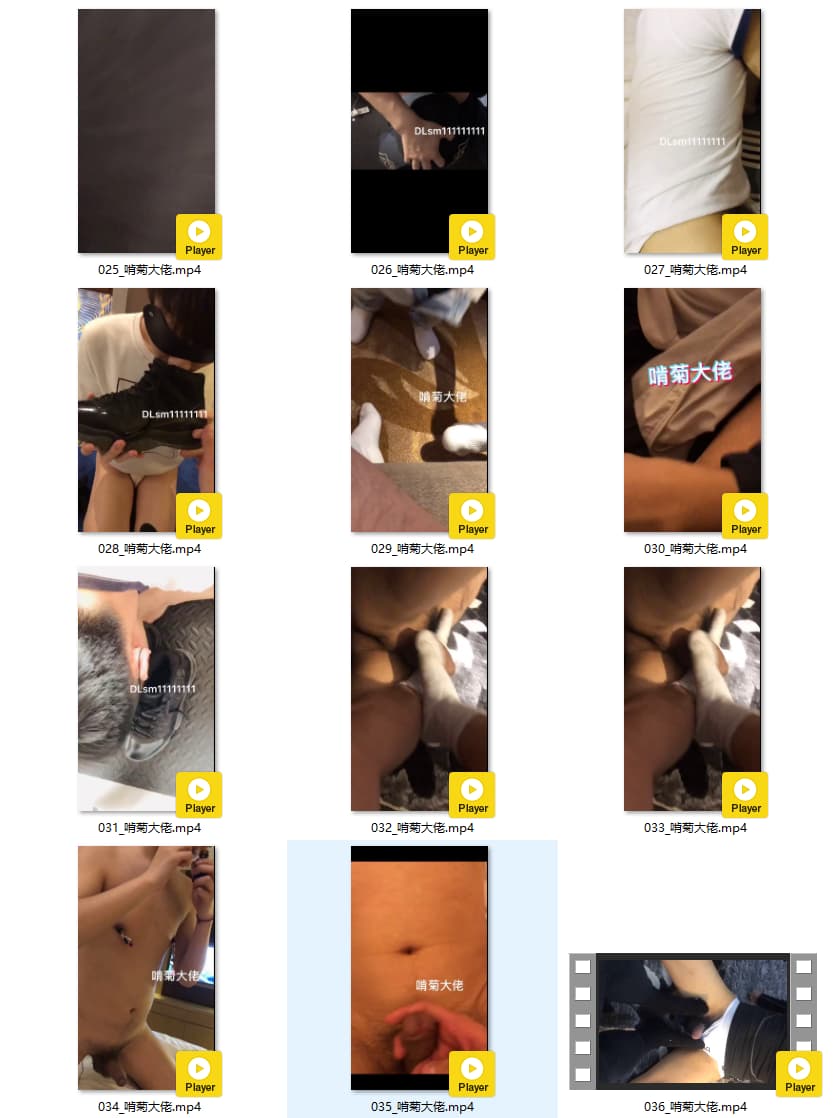 Player
Player
Player
025_啃菊大佬.mp4
026_啃菊大佬.mp4
027_啃菊大佬.mp4
DLsm111111111
DLsm11111111
DLsm11111111
啃菊大佬
啃菊大佬
Player
Player
Player
028_啃菊大佬.mp4
029_啃菊大佬.mp4
030_啃菊大佬.mp4
DLsm11111111
Player
Player
Player
031_啃菊大佬.mp4
032_啃菊大佬.mp4
033_啃菊大佬.mp4
啃菊大佬
啃菊大佬
Player
Player
Player
034_啃菊大佬.mp4
035_啃菊大佬.mp4
036_啃菊大佬.mp4